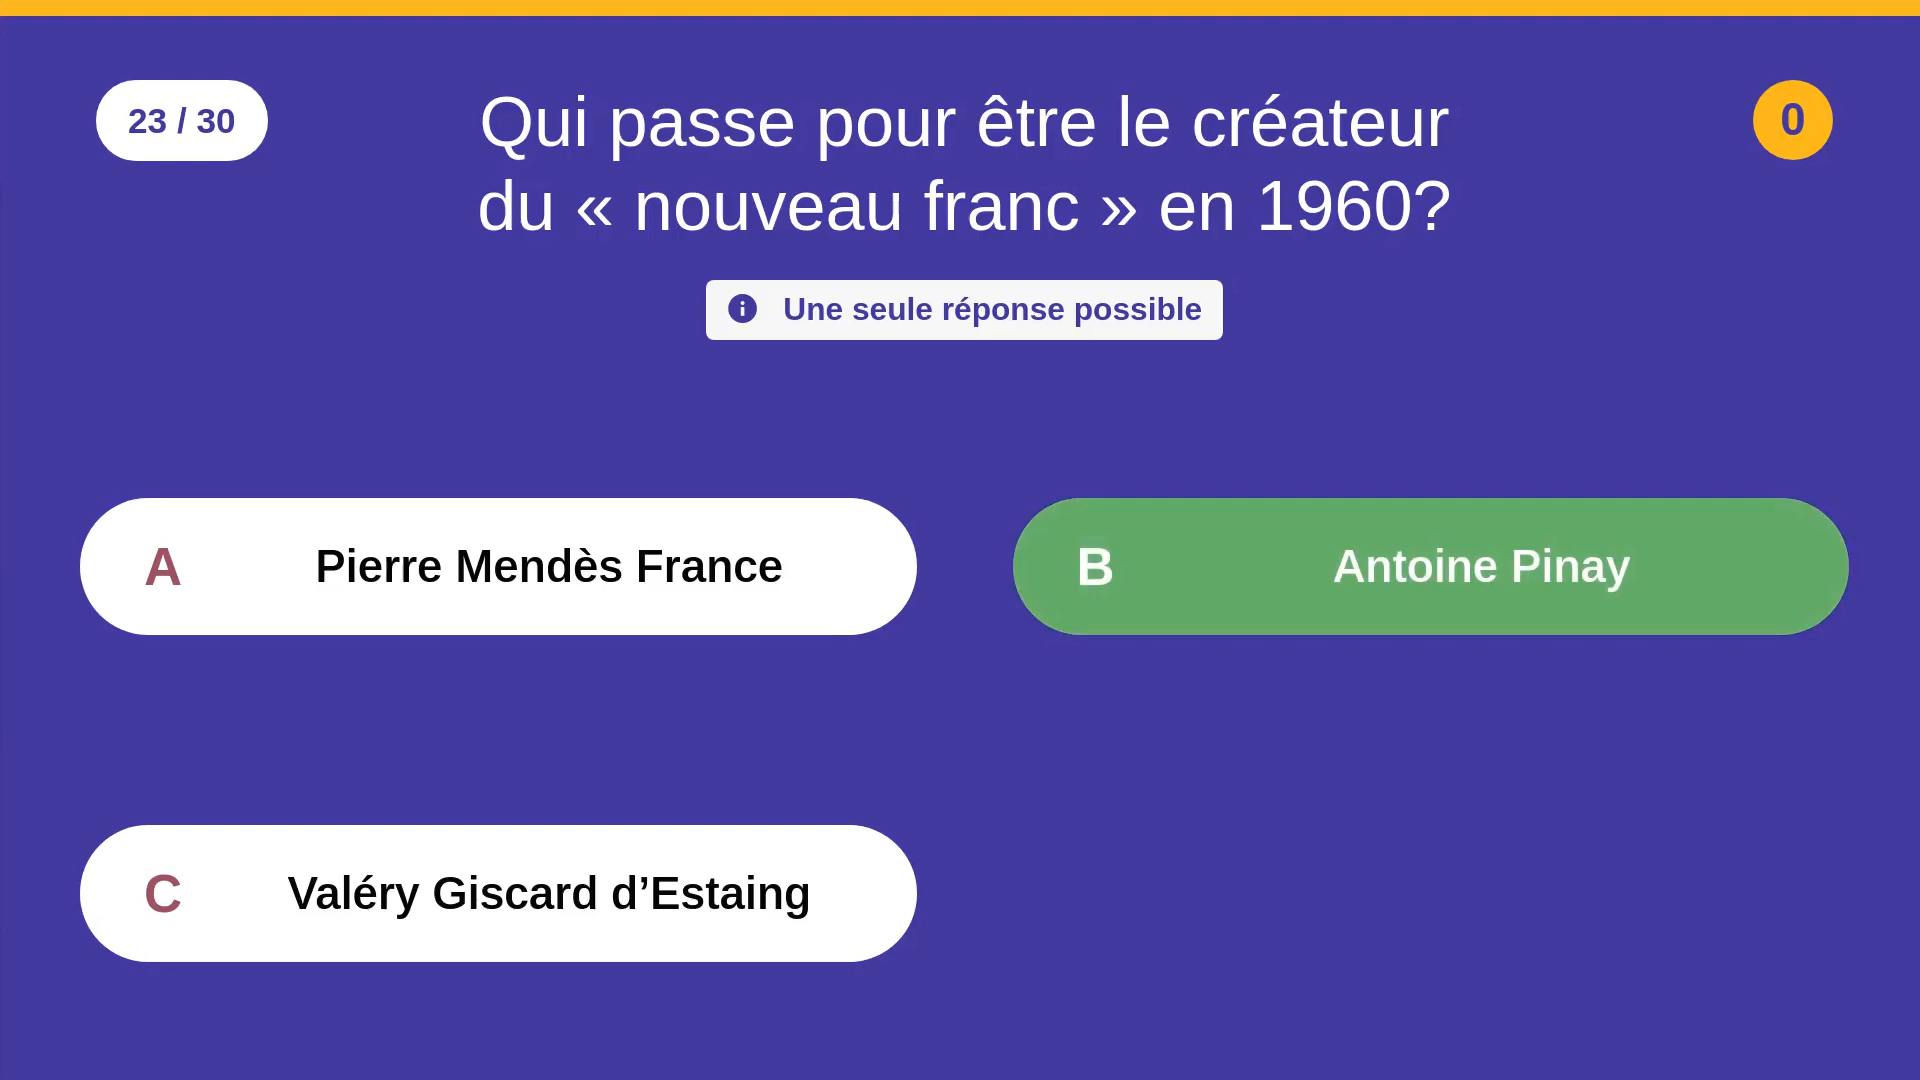 23 / 30
Qui passe pour être le créateur
du « nouveau franc » en 1960?
0
Une seule réponse possible
A
Pierre Mendès France
B
Antoine Pinay
C
Valéry Giscard d’Estaing